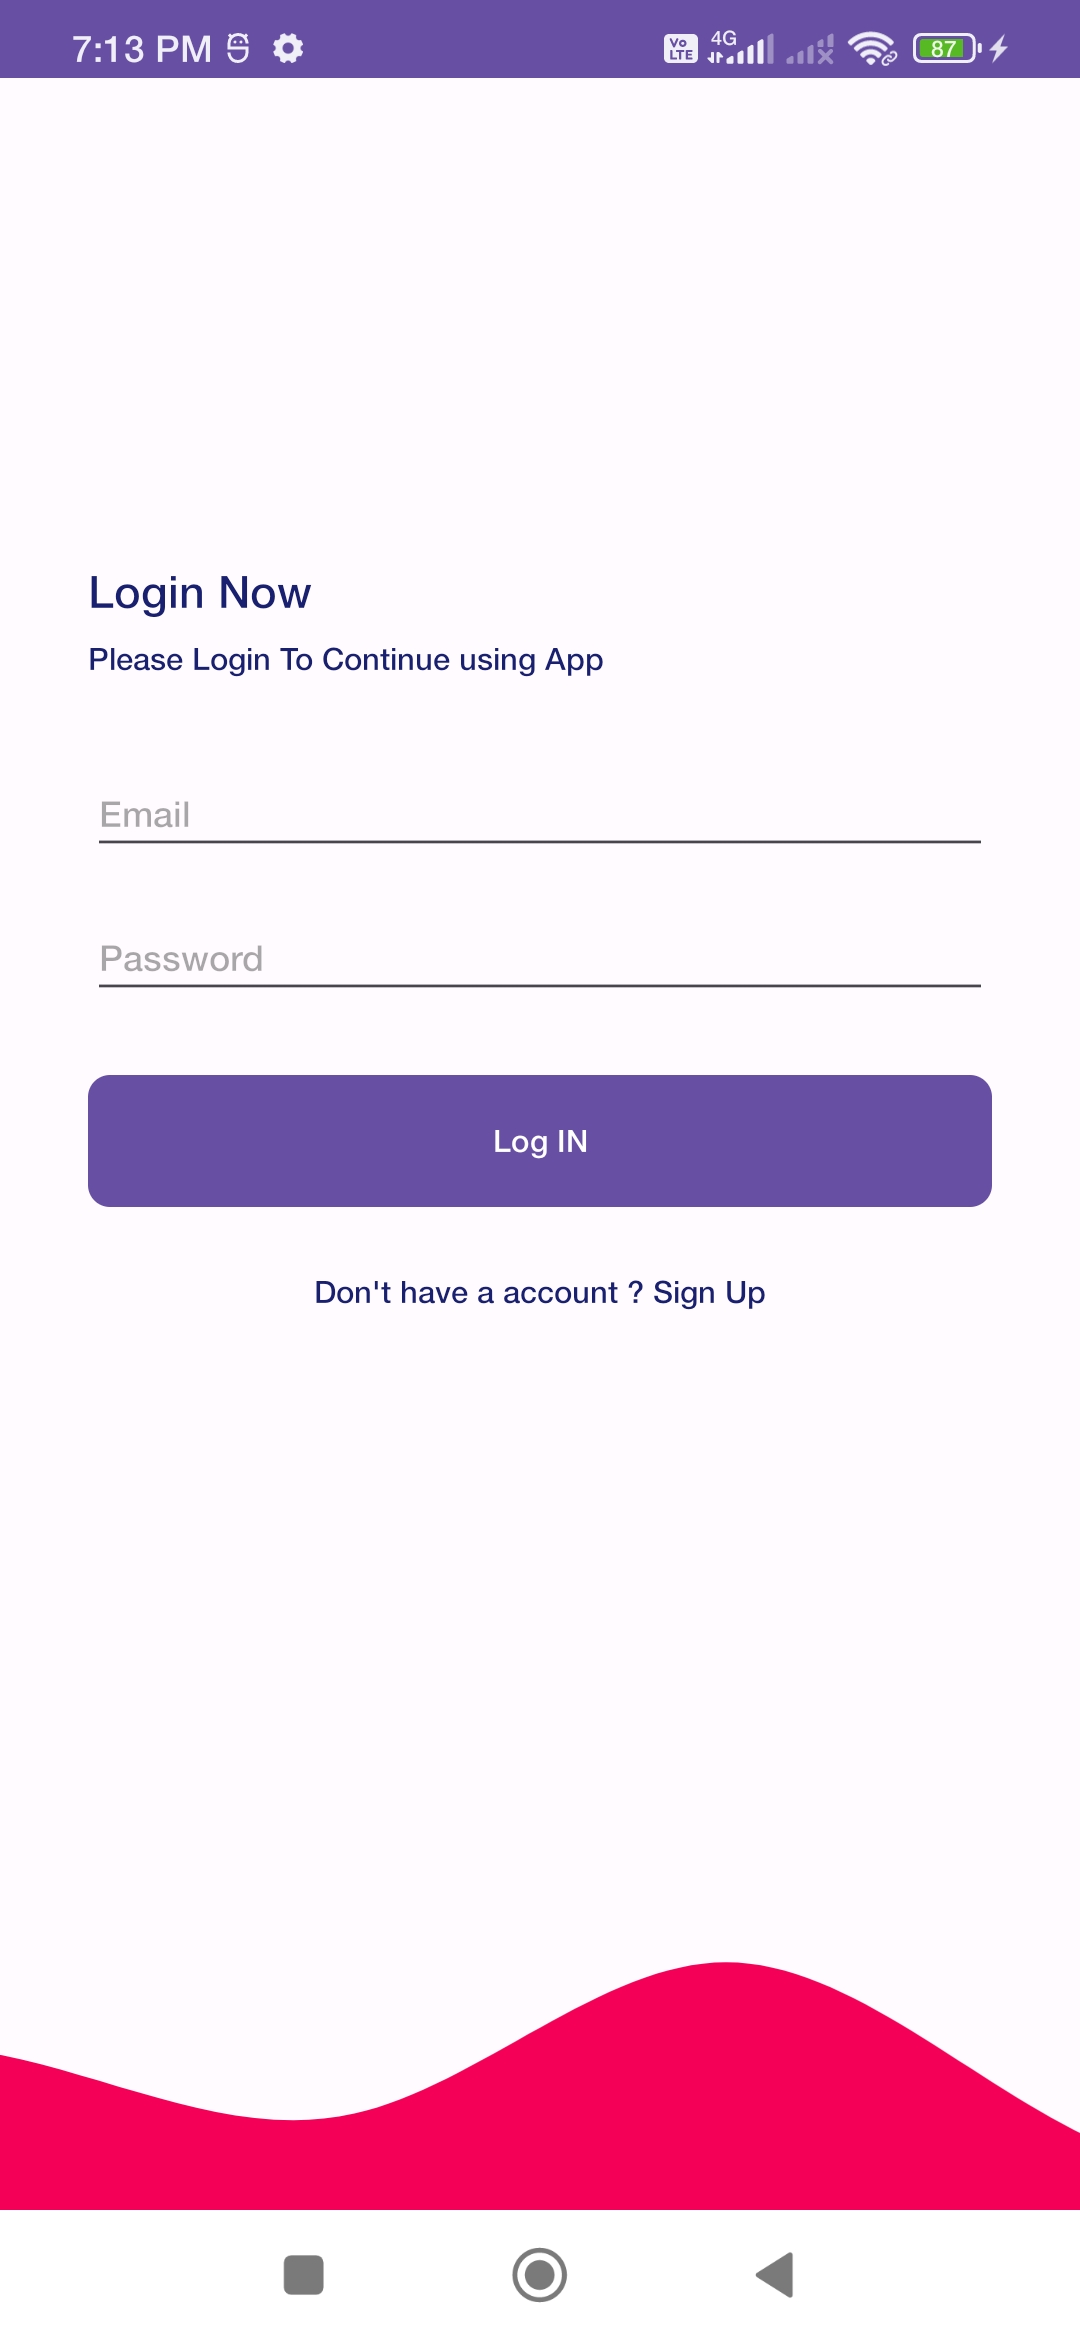 7:13 PM Vo LTE 4G 87
Login Now
Please Login To Continue using App
Email
Password
Log IN
Don't have a account ? Sign Up